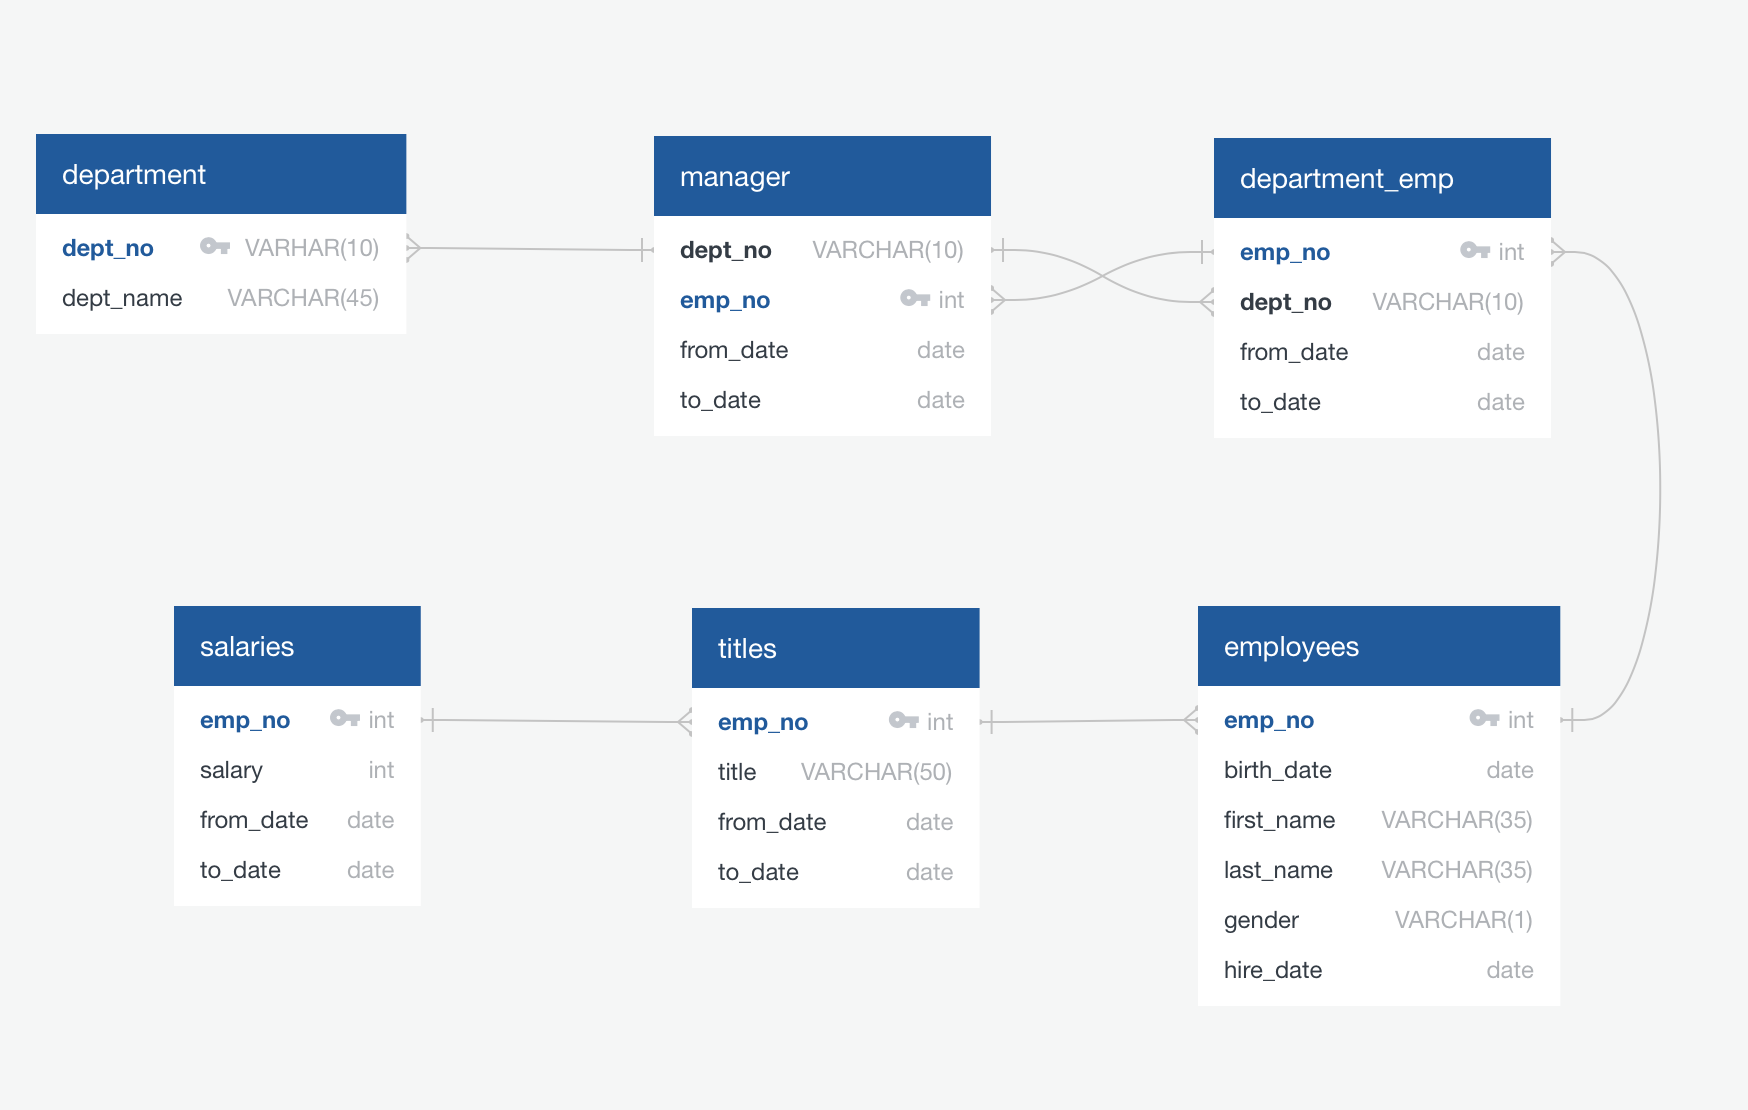 department
dept_no VARHAR(10)
dept_name VARCHAR(45)
manager
dept_no VARCHAR(10)
emp_no int
from_date date
to_date date
department_emp
emp_no int
dept_no VARCHAR(10)
from_date date
to_date date
salaries
emp_no int
salary int
from_date date
to_date date
titles
emp_no int
title VARCHAR(50)
from_date date
to_date date
employees
emp_no int
birth_date date
first_name VARCHAR(35)
last_name VARCHAR(35)
gender VARCHAR(1)
hire_date date